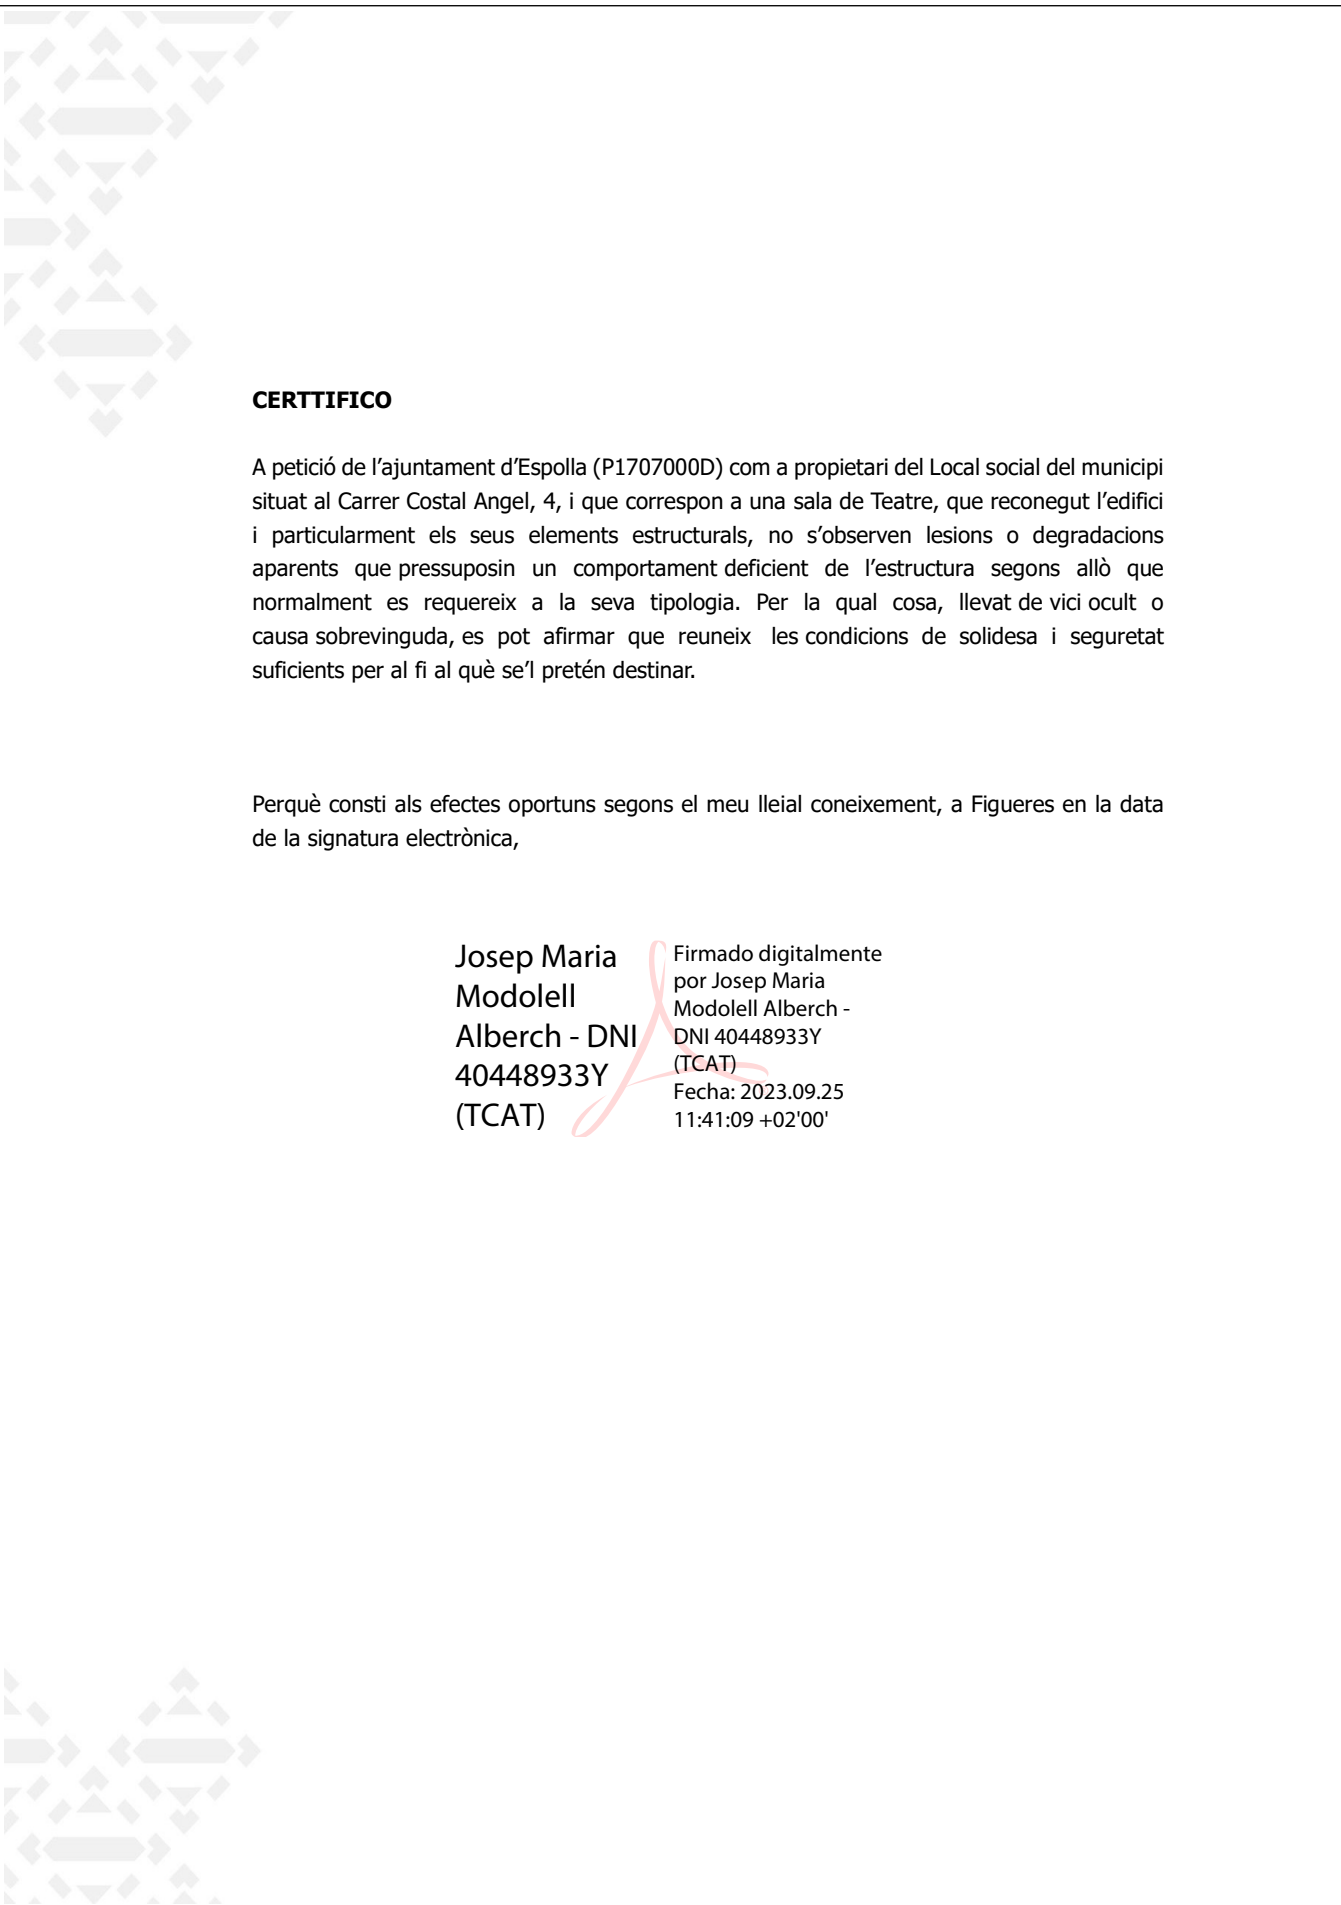 CERTTIFICO
A petició de l’ajuntament d’Espolla (P1707000D) com a propietari del Local social del municipi
situat al Carrer Costal Angel, 4, i que correspon a una sala de Teatre, que reconegut l’edifici
i particularment els seus elements estructurals, no s’observen lesions o degradacions
aparents que pressuposin un comportament deficient de l’estructura segons allò que
normalment es requereix a la seva tipologia. Per la qual cosa, llevat de vici ocult o
causa sobrevinguda, es pot afirmar que reuneix les condicions de solidesa i seguretat
suficients per al fi al què se’l pretén destinar.
Perquè consti als efectes oportuns segons el meu lleial coneixement, a Figueres en la data
de la signatura electrònica,
Josep Maria
Modolell
Alberch - DNI
40448933Y
(TCAT)
Firmado digitalmente
por Josep Maria
Modolell Alberch -
DNI 40448933Y
(TCAT)
Fecha: 2023.09.25
11:41:09 +02'00'